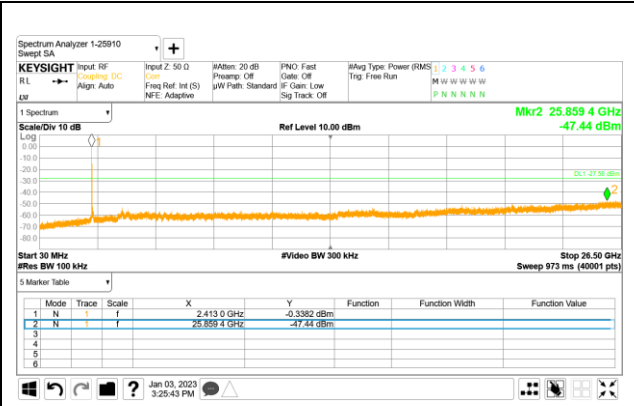 Spectrum Analyzer 1-25910
Swept SA
+
KEYSIGHT Input: RF Input Z: 50 Ω #Atten: 20 dB PNO: Fast #Avg Type: Power (RMS 1 2 3 4 5 6
RL Coupling: DC Corr Preamp: Off Gate: Off Trig: Free Run M W W W W W
Align: Auto Freq Ref: Int (S) µW Path: Standard IF Gain: Low
NFE: Adaptive Sig Track: Off P N N N N N
1 Spectrum Mkr2 25.859 4 GHz
Scale/Div 10 dB Ref Level 10.00 dBm -47.44 dBm
Log
0.00
-10.0
-20.0
-30.0
-40.0
-50.0
-60.0
-70.0
-80.0
1
DL1 -27.58 dBm
2
Start 30 MHz #Video BW 300 kHz Stop 26.50 GHz
#Res BW 100 kHz Sweep 973 ms (40001 pts)
5 Marker Table
Mode Trace Scale X Y Function Function Width Function Value
1 N 1 f 2.413 0 GHz -0.3382 dBm
2 N 1 f 25.859 4 GHz -47.44 dBm
3
4
5
6
? Jan 03, 2023
3:25:43 PM